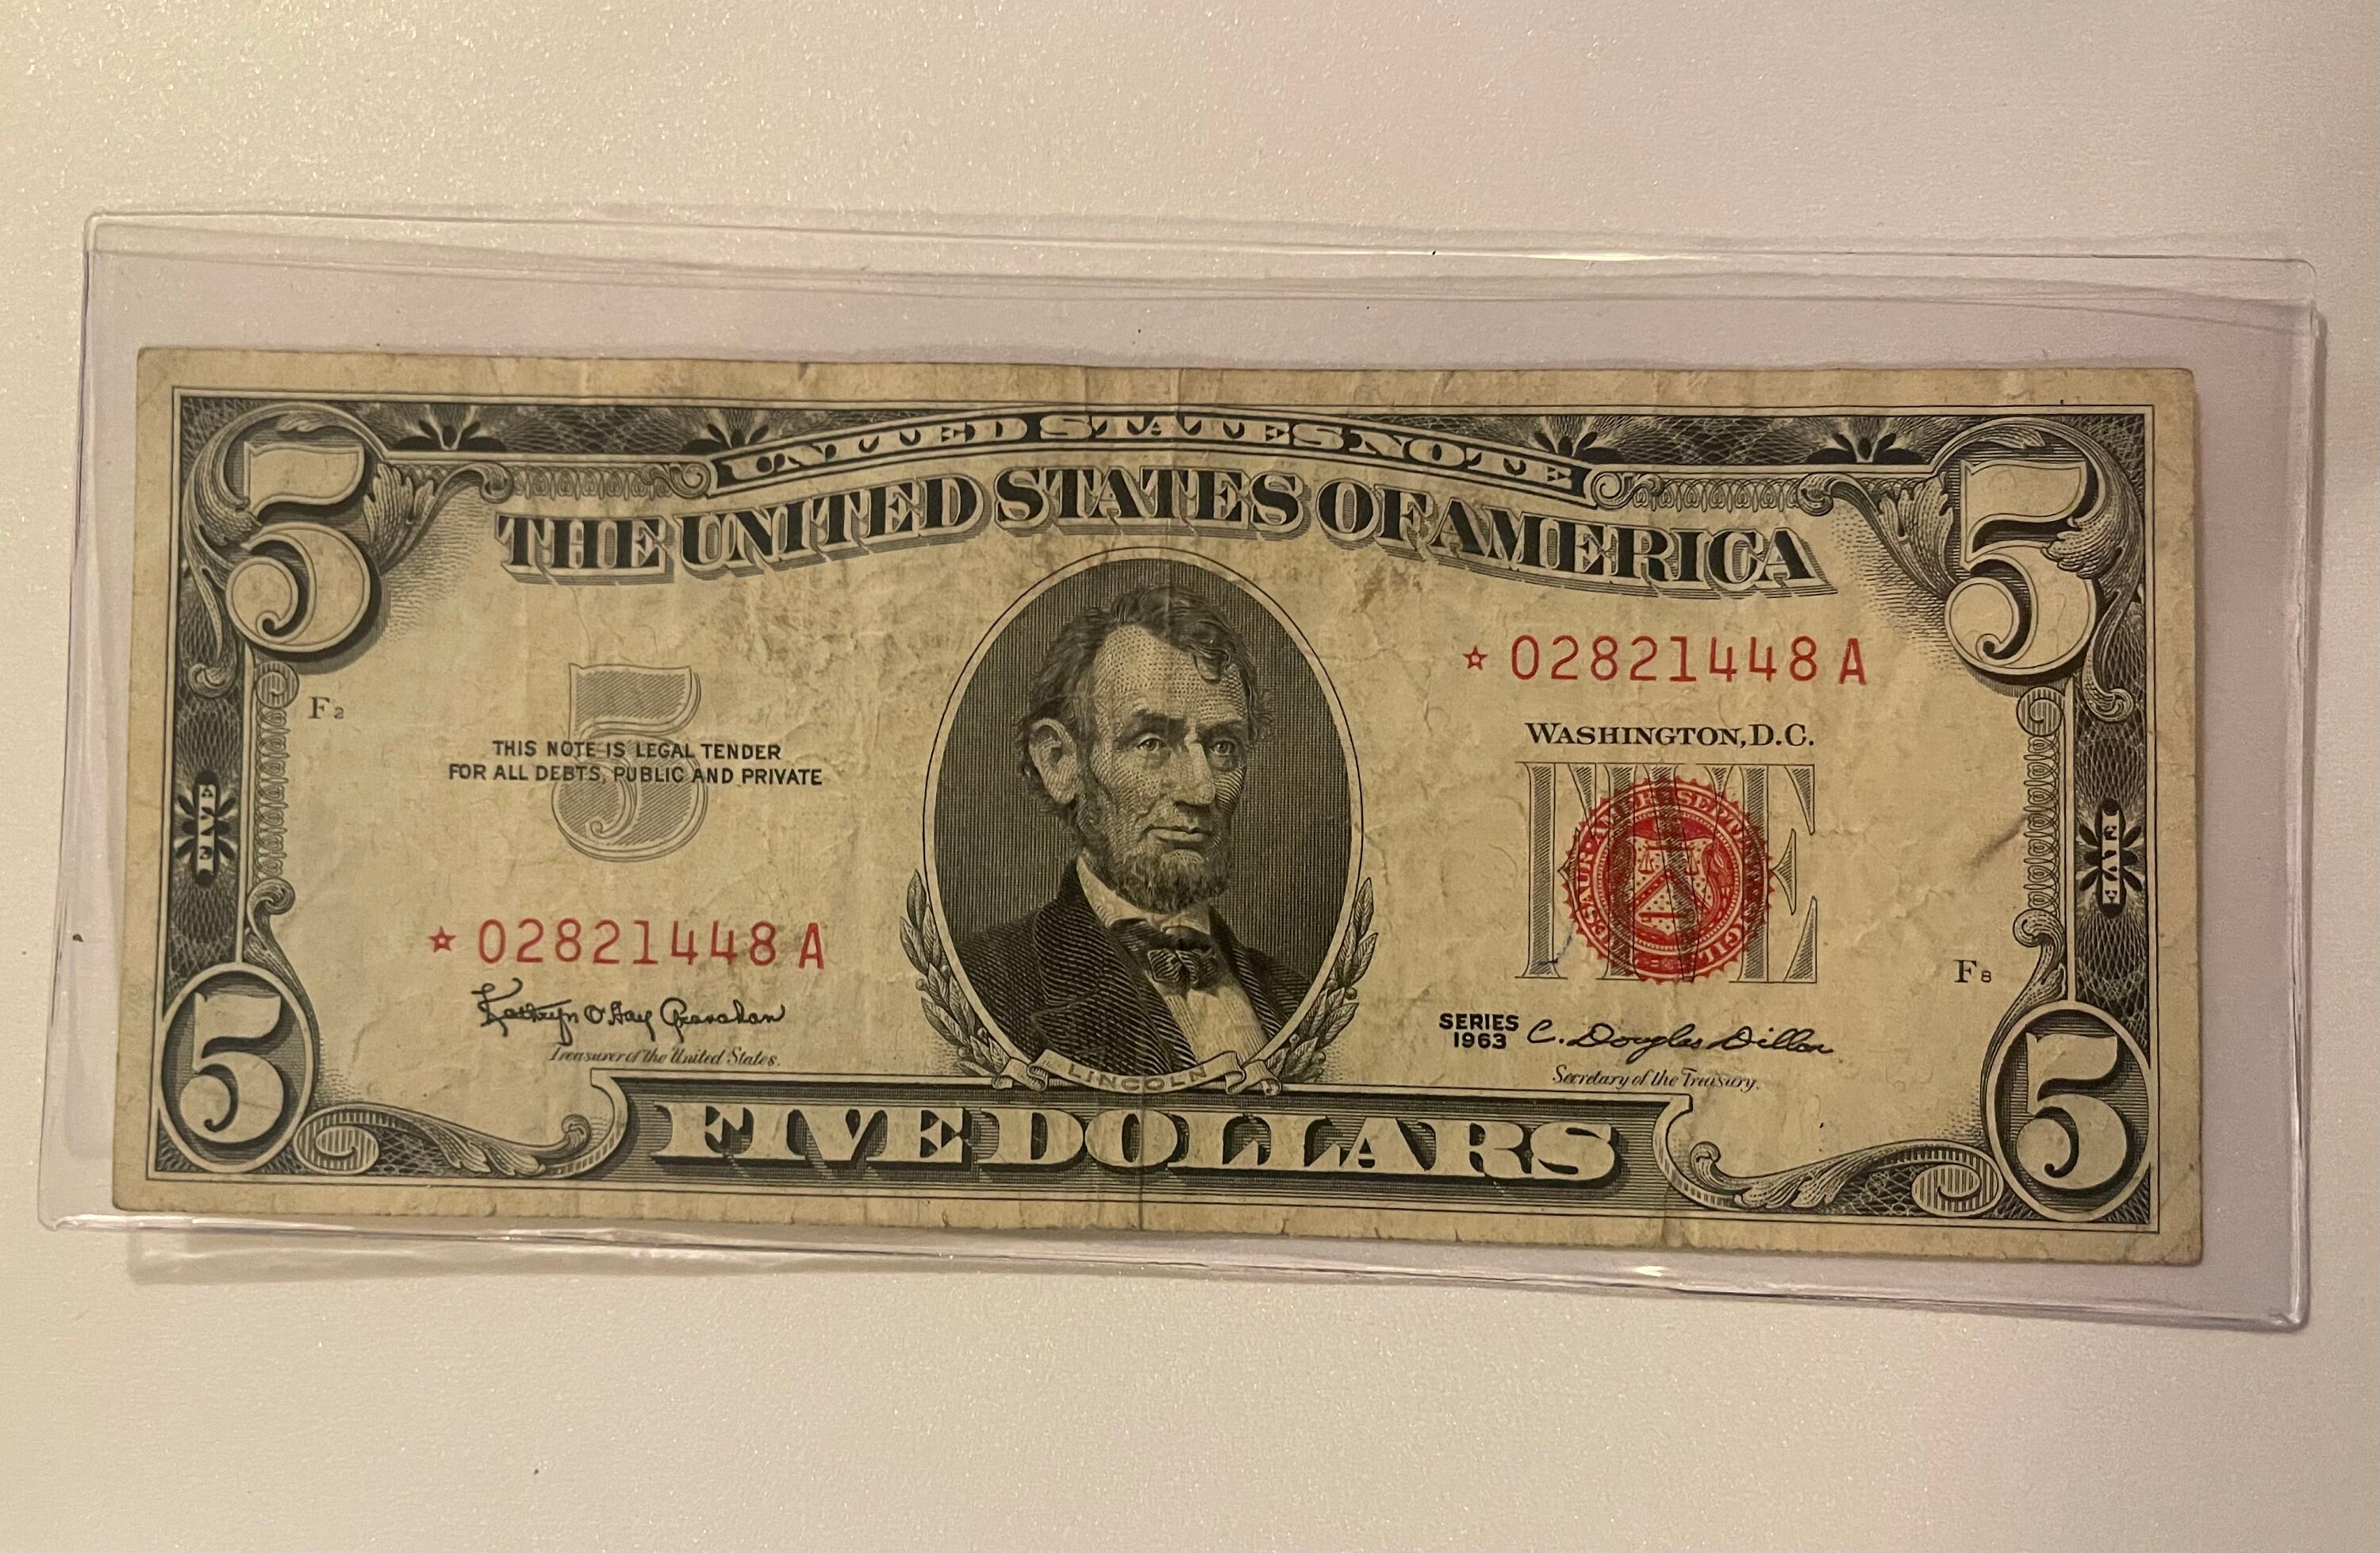 5 UNITED STATES NOTE 5
THE UNITED STATES OF AMERICA
☆ 02821448 A
F2
5
WASHINGTON, D.C.
THIS NOTE IS LEGAL TENDER
FOR ALL DEBTS, PUBLIC AND PRIVATE
FIVE
FIVE
FIVE
☆ 02821448 A
F8
Kathryn O'Hay Granahan
SERIES
1963
C. Douglas Dillon
Treasurer of the United States.
Secretary of the Treasury.
LINCOLN
5 FIVE DOLLARS 5